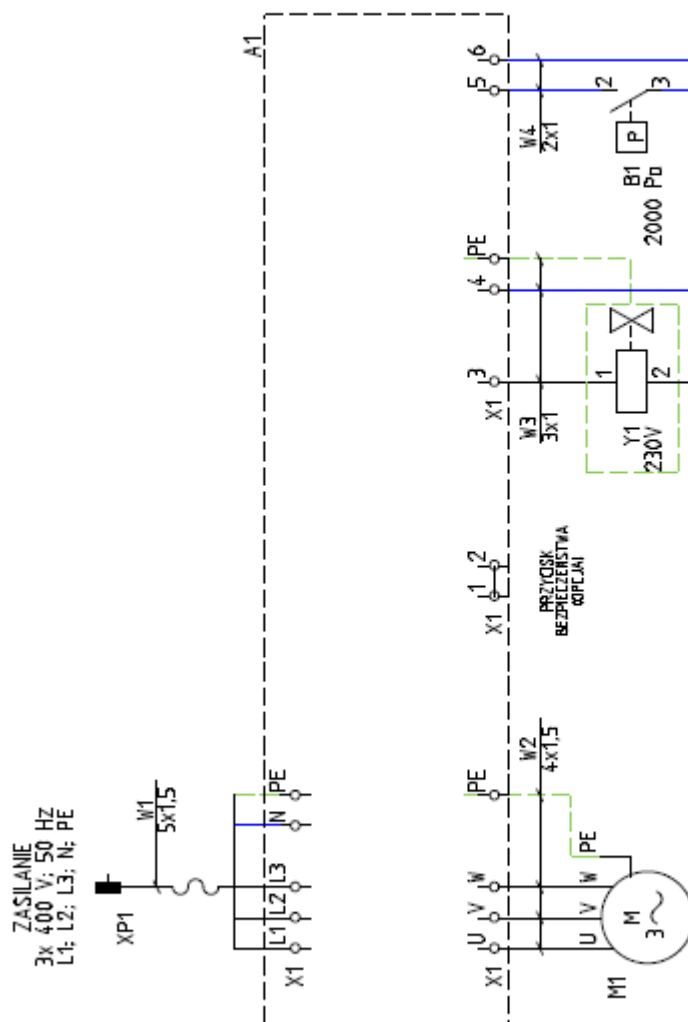 ZASILANIE
3x 400 V; 50 HZ
L1; L2; L3; N; PE
XP1
W1
5x1,5
X1
L1
L2
L3
N
PE
A1
X1
U
V
W
PE
W2
4x1,5
U
V
W
PE
M1
M
3
X1
1
2
PRZYCISK
BEZPIECZEŃSTWA
(OPCJA)
X1
3
4
PE
W3
3x1
1
2
Y1
230V
5
6
W4
2x1
2
3
P
B1
2000 Pa